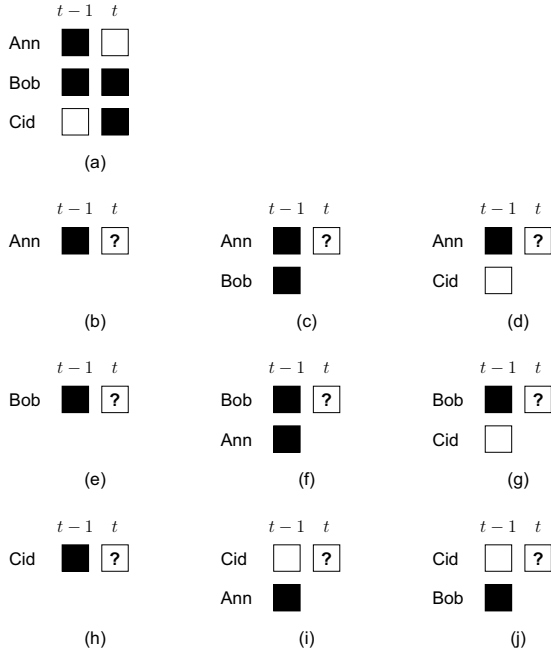 t − 1 t
Ann
Bob
Cid
(a)
t − 1 t t − 1 t t − 1 t
Ann ? Ann ? Ann ?
Bob Cid
(b) (c) (d)
t − 1 t t − 1 t t − 1 t
Bob ? Bob ? Bob ?
Ann Cid
(e) (f) (g)
t − 1 t t − 1 t t − 1 t
Cid ? Cid ? Cid ?
Ann Bob
(h) (i) (j)